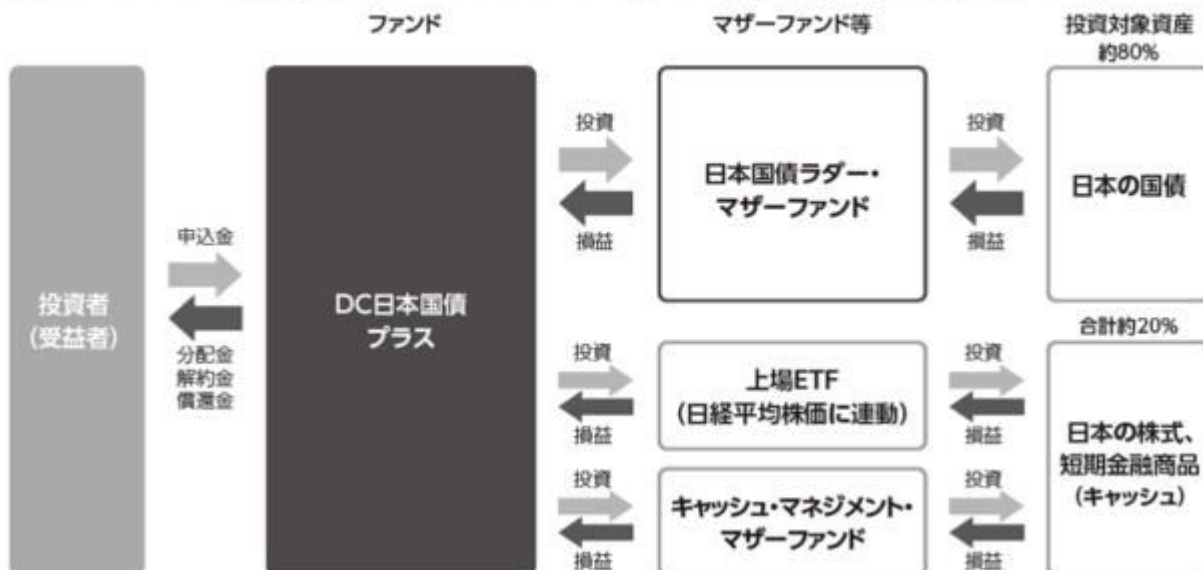 ファンド
マザーファンド等
投資対象資産
約80%
投資者
(受益者)
申込金
分配金
解約金
償還金
DC日本国債
プラス
投資
損益
日本国債ラダー・
マザーファンド
投資
損益
日本の国債
合計約20%
投資
損益
上場ETF
(日経平均株価に連動)
投資
損益
日本の株式、
短期金融商品
(キャッシュ)
投資
損益
キャッシュ・マネジメント・
マザーファンド
投資
損益